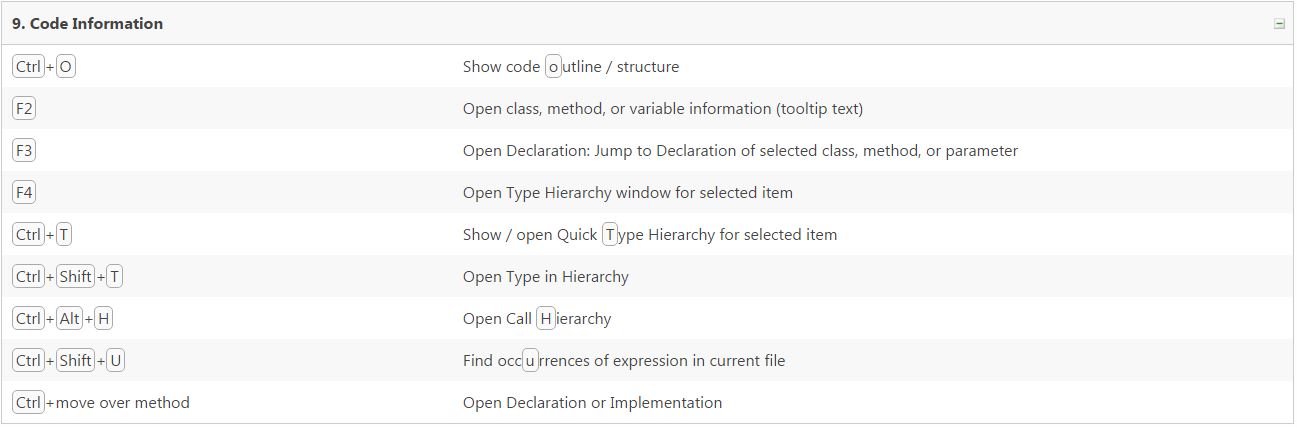 9. Code Information
Ctrl+O Show code outline / structure
F2 Open class, method, or variable information (tooltip text)
F3 Open Declaration: Jump to Declaration of selected class, method, or parameter
F4 Open Type Hierarchy window for selected item
Ctrl+T Show / open Quick Type Hierarchy for selected item
Ctrl+Shift+T Open Type in Hierarchy
Ctrl+Alt+H Open Call Hierarchy
Ctrl+Shift+U Find occurrences of expression in current file
Ctrl+move over method Open Declaration or Implementation